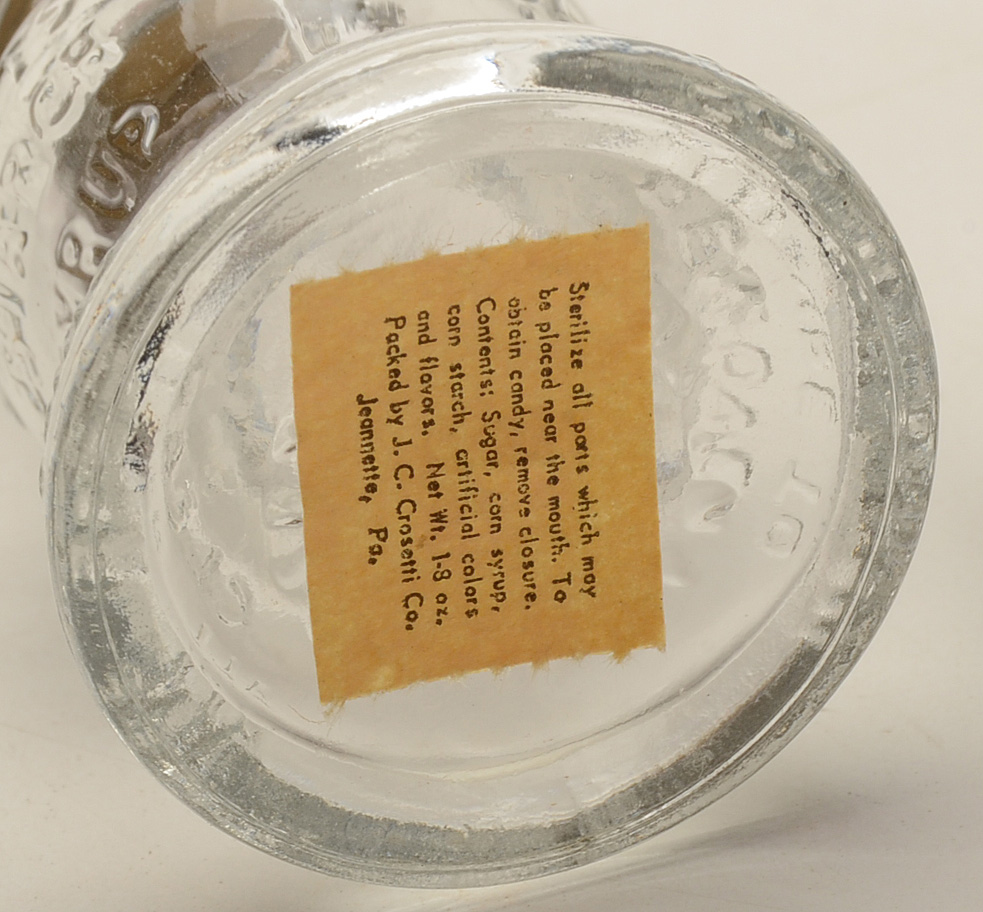 Sterilize all parts which may
be placed near the mouth. To
obtain candy, remove closure.
Contents: Sugar, corn syrup,
corn starch, artificial colors
and flavors. Net Wt. 1-8 oz.
Packed by J. C. Crosetti Co.
Jeannette, Pa.